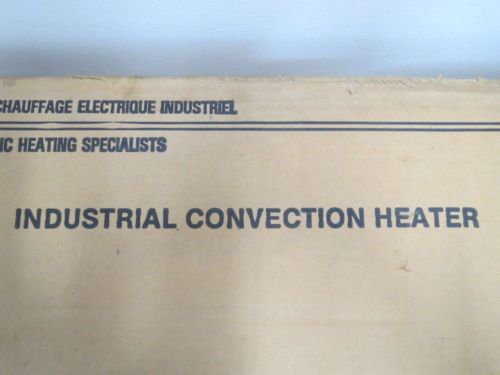 CHAUFFAGE ELECTRIQUE INDUSTRIEL
IC HEATING SPECIALISTS
INDUSTRIAL CONVECTION HEATER